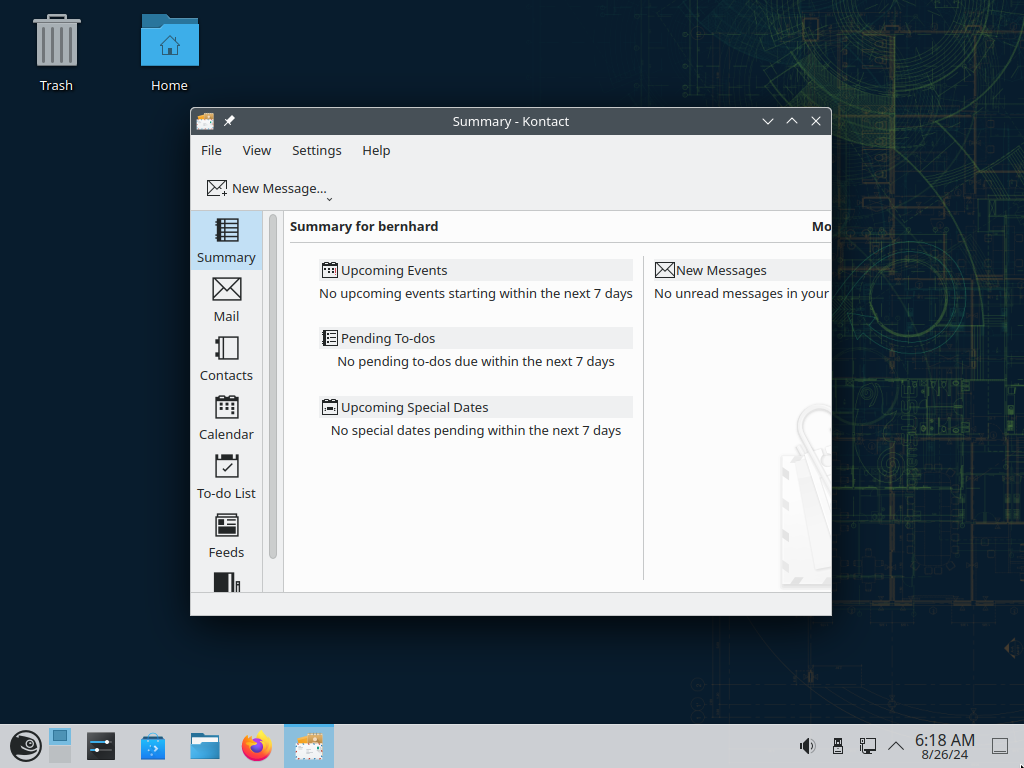 Trash
Home
Summary - Kontact
File View Settings Help
New Message...
Summary
Mail
Contacts
Calendar
To-do List
Feeds
Summary for bernhard
Mo
Upcoming Events
No upcoming events starting within the next 7 days
Pending To-dos
No pending to-dos due within the next 7 days
Upcoming Special Dates
No special dates pending within the next 7 days
New Messages
No unread messages in your
6:18 AM
8/26/24